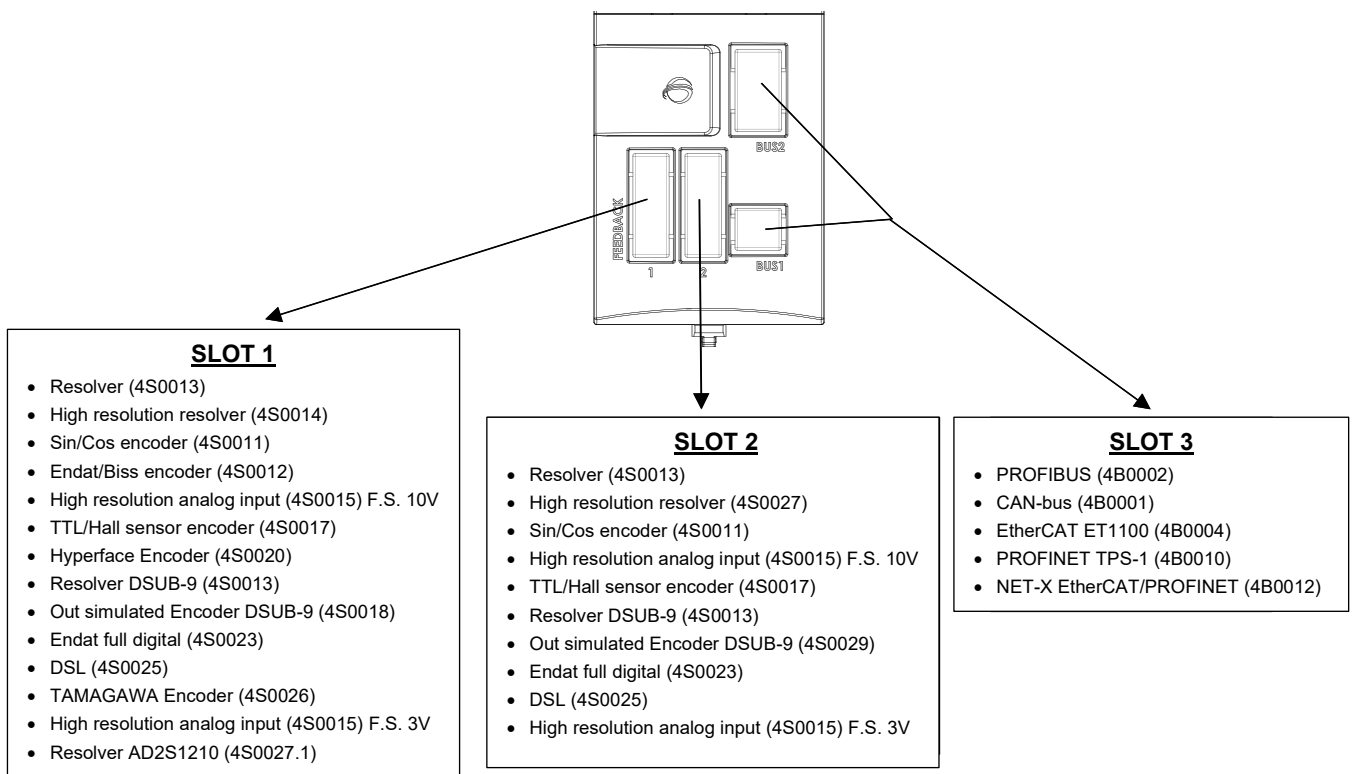 BUS2
FEEDBACK
1
2
BUS1
SLOT 1
• Resolver (4S0013)
• High resolution resolver (4S0014)
• Sin/Cos encoder (4S0011)
• Endat/Biss encoder (4S0012)
• High resolution analog input (4S0015) F.S. 10V
• TTL/Hall sensor encoder (4S0017)
• Hyperface Encoder (4S0020)
• Resolver DSUB-9 (4S0013)
• Out simulated Encoder DSUB-9 (4S0018)
• Endat full digital (4S0023)
• DSL (4S0025)
• TAMAGAWA Encoder (4S0026)
• High resolution analog input (4S0015) F.S. 3V
• Resolver AD2S1210 (4S0027.1)
SLOT 2
• Resolver (4S0013)
• High resolution resolver (4S0027)
• Sin/Cos encoder (4S0011)
• High resolution analog input (4S0015) F.S. 10V
• TTL/Hall sensor encoder (4S0017)
• Resolver DSUB-9 (4S0013)
• Out simulated Encoder DSUB-9 (4S0029)
• Endat full digital (4S0023)
• DSL (4S0025)
• High resolution analog input (4S0015) F.S. 3V
SLOT 3
• PROFIBUS (4B0002)
• CAN-bus (4B0001)
• EtherCAT ET1100 (4B0004)
• PROFINET TPS-1 (4B0010)
• NET-X EtherCAT/PROFINET (4B0012)